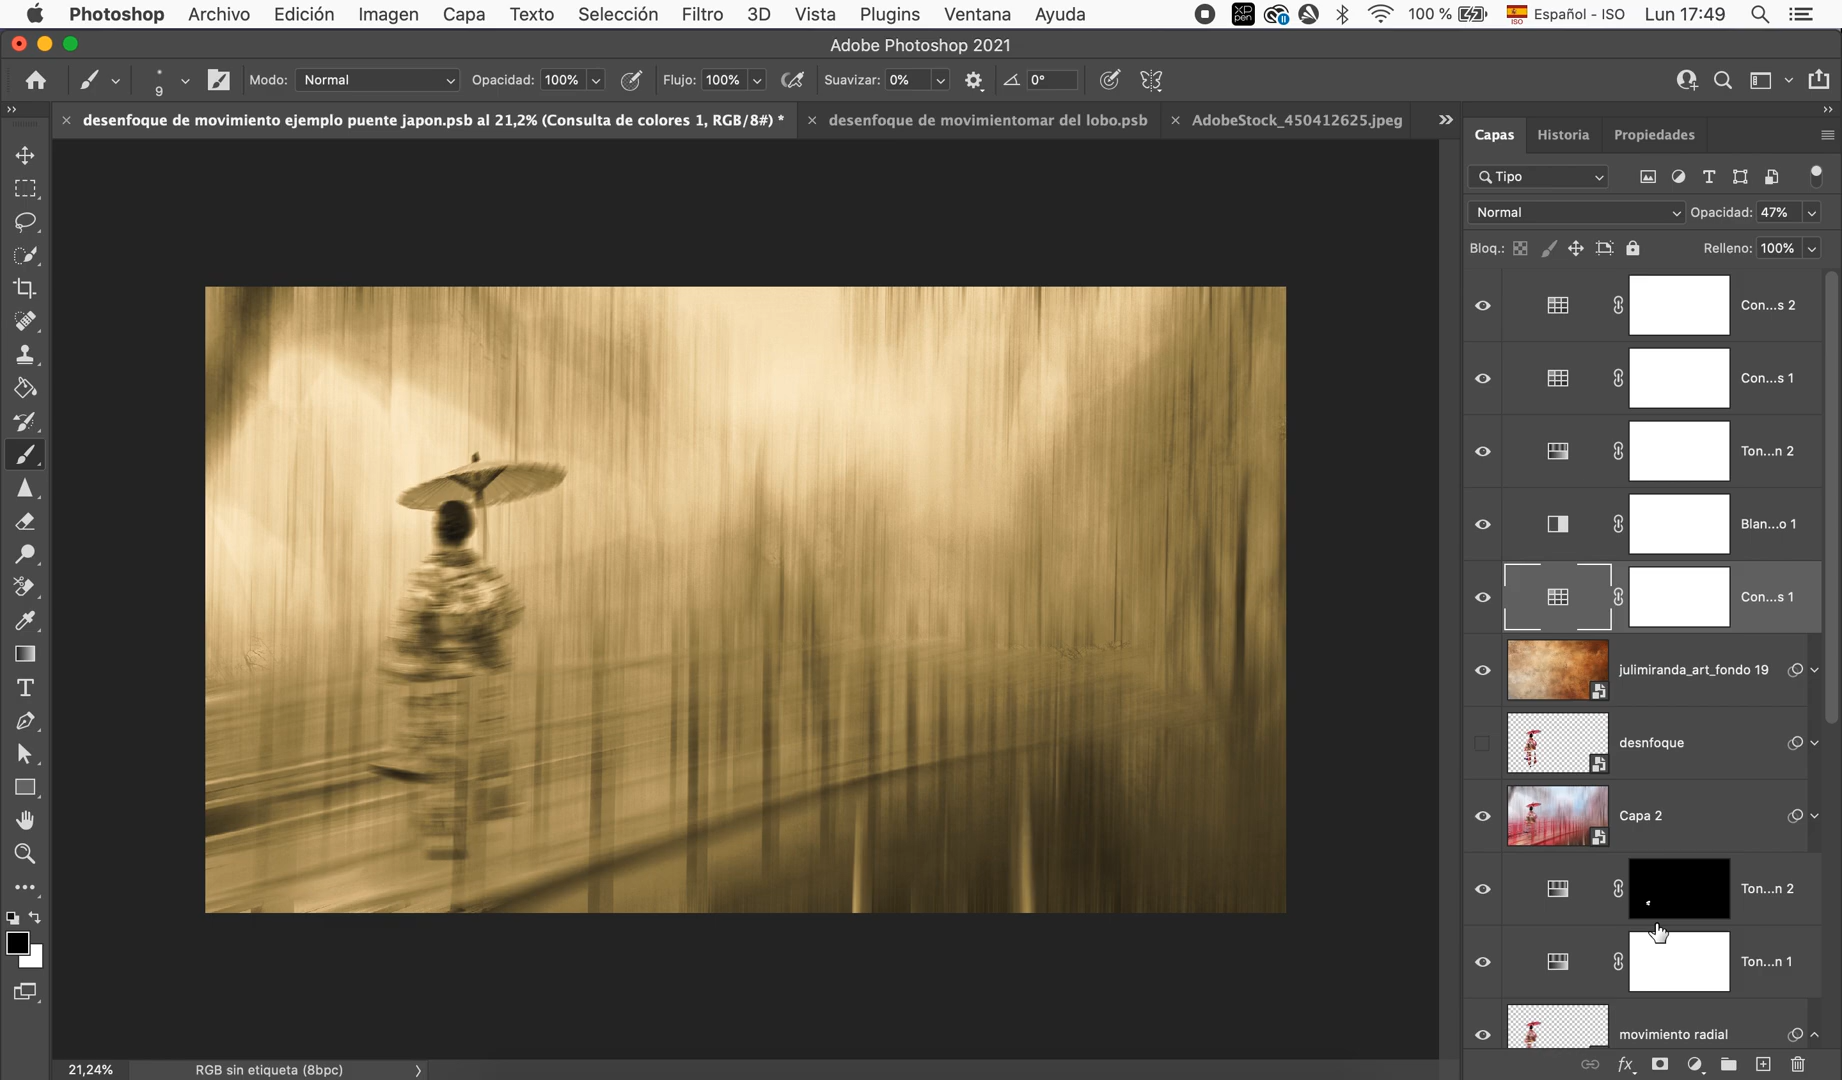 Photoshop Archivo Edición Imagen Capa Texto Selección Filtro 3D Vista Plugins Ventana Ayuda XP pen 100 % ISO Español - ISO Lun 17:49
Adobe Photoshop 2021
9 Modo: Normal Opacidad: 100% Flujo: 100% Suavizar: 0% 0°
desenfoque de movimiento ejemplo puente japon.psb al 21,2% (Consulta de colores 1, RGB/8#) * desenfoque de movimientomar del lobo.psb AdobeStock_450412625.jpeg
Capas Historia Propiedades
Tipo
Normal Opacidad: 47%
Bloq.: Relleno: 100%
Con...s 2
Con...s 1
Ton...n 2
Blan...o 1
Con...s 1
julimiranda_art_fondo 19
desnfoque
Capa 2
Ton...n 2
Ton...n 1
movimiento radial
fx
21,24% RGB sin etiqueta (8bpc)